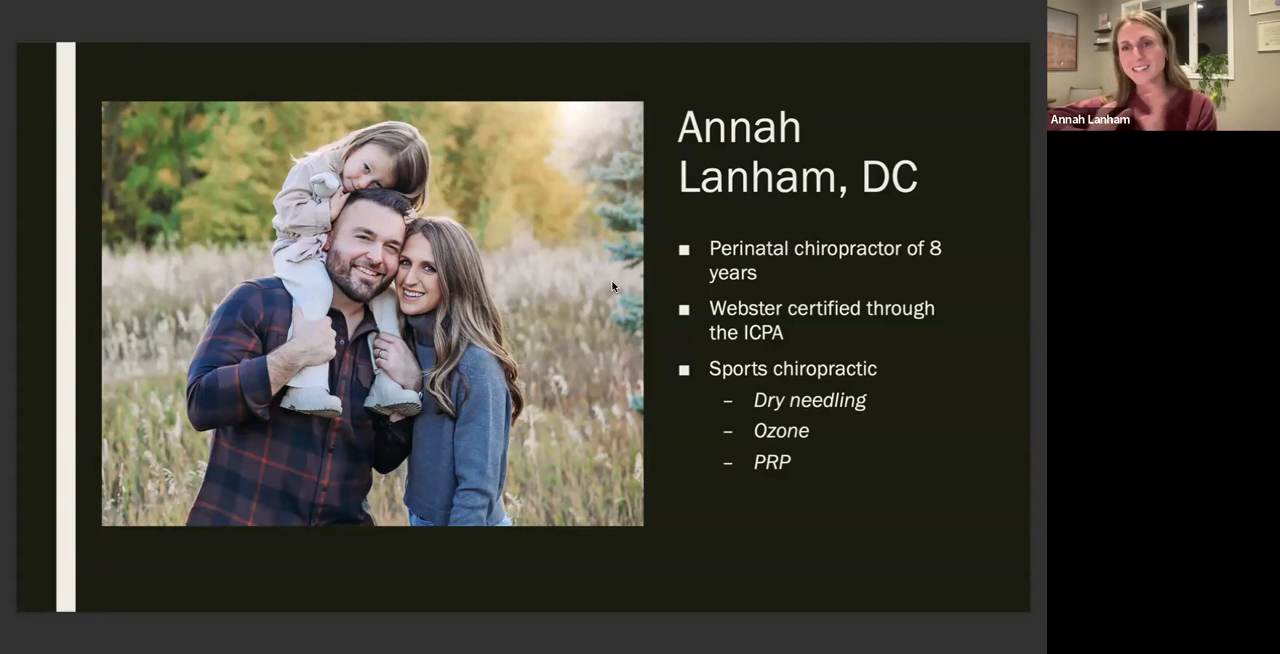 Annah
Lanham, DC
■ Perinatal chiropractor of 8
years
■ Webster certified through
the ICPA
■ Sports chiropractic
– Dry needling
– Ozone
– PRP
Annah Lanham